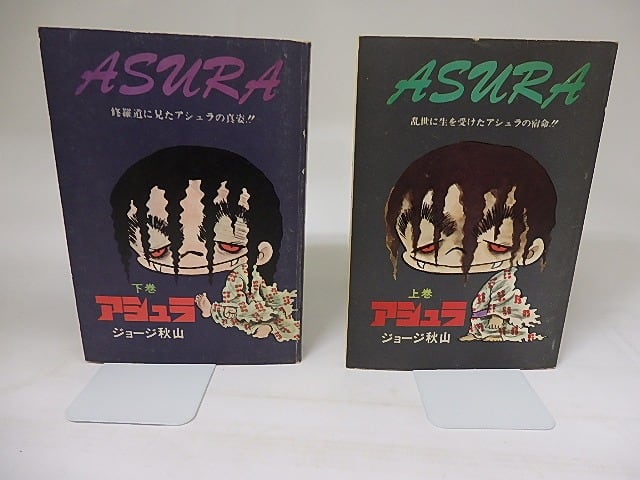 ASURA
修羅道に見たアシュラの真姿!!
下巻
アシュラ
ジョージ秋山
ASURA
乱世に生を受けたアシュラの宿命!!
上巻
アシュラ
ジョージ秋山